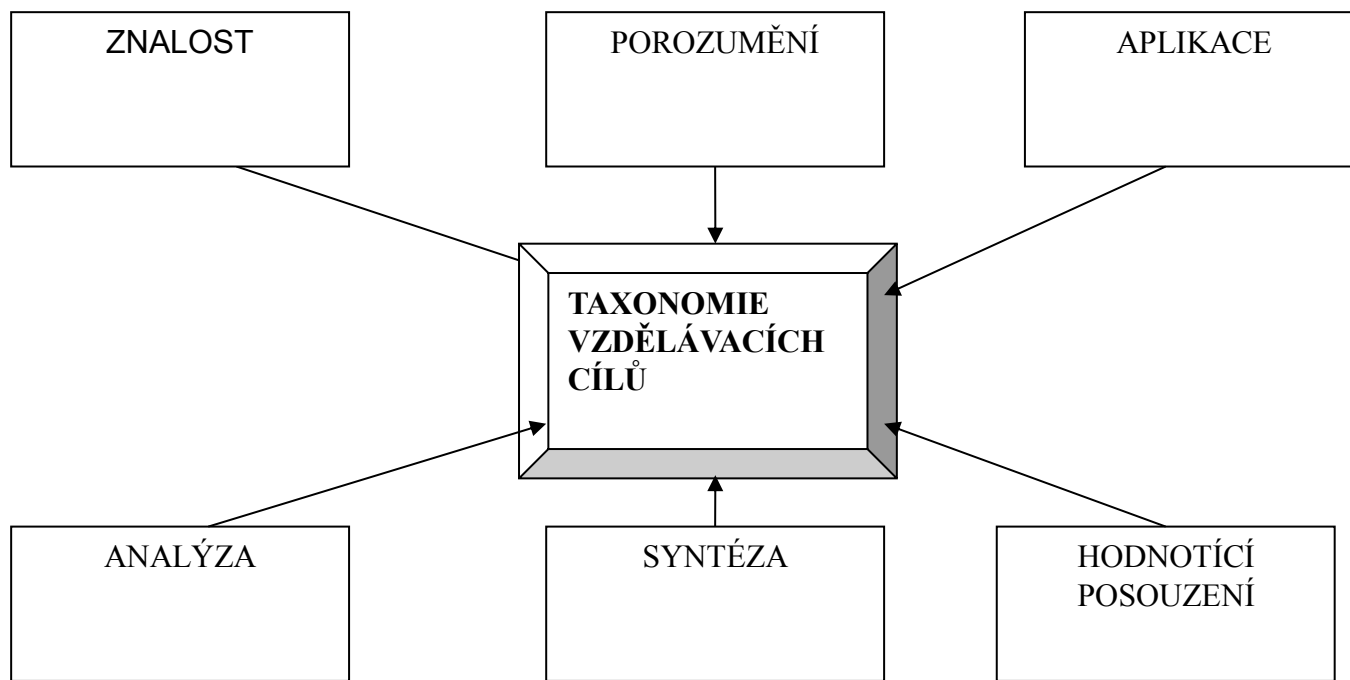 ZNALOST
POROZUMĚNÍ
APLIKACE
TAXONOMIE
VZDĚLÁVACÍCH
CÍLŮ
ANALÝZA
SYNTÉZA
HODNOTÍCÍ
POSOUZENÍ